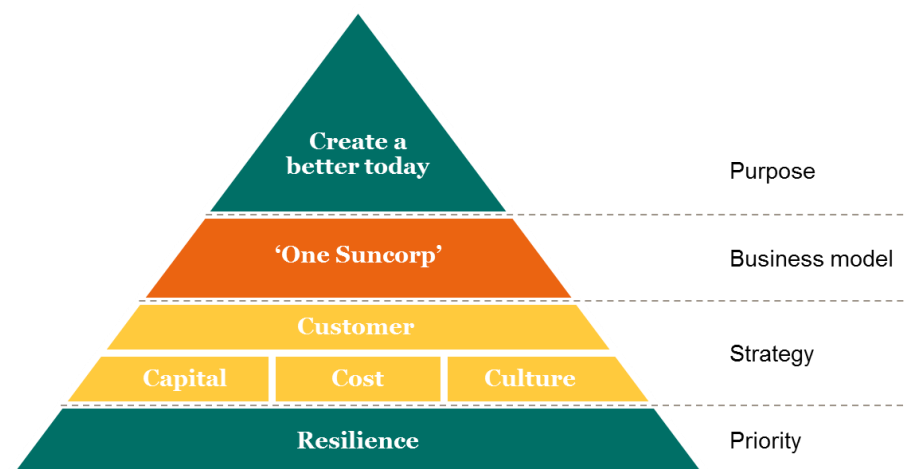 Create a
better today
Purpose
‘One Suncorp’
Business model
Customer
Strategy
Capital
Cost
Culture
Resilience
Priority